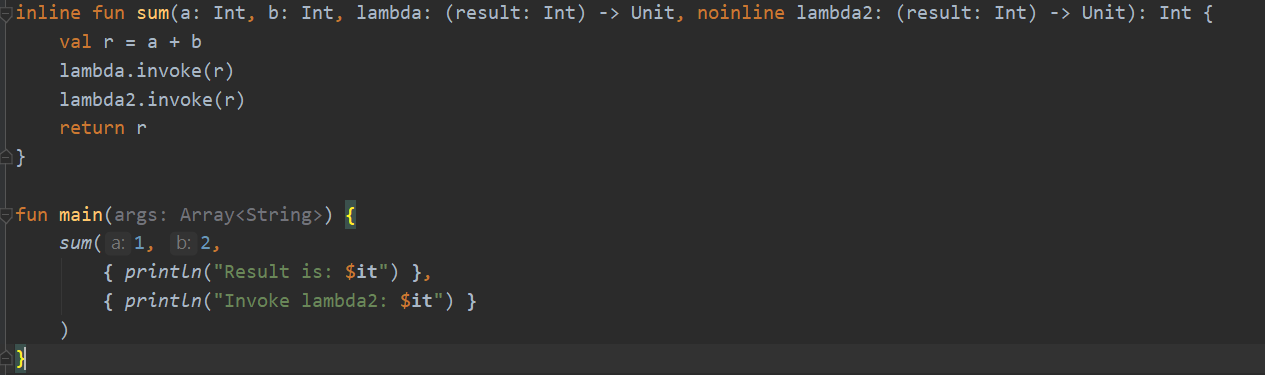 inline fun sum(a: Int, b: Int, lambda: (result: Int) -> Unit, noinline lambda2: (result: Int) -> Unit): Int {
    val r = a + b
    lambda.invoke(r)
    lambda2.invoke(r)
    return r
}

fun main(args: Array<String>) {
    sum( a: 1, b: 2,
        { println("Result is: $it") },
        { println("Invoke lambda2: $it") }
    )
}